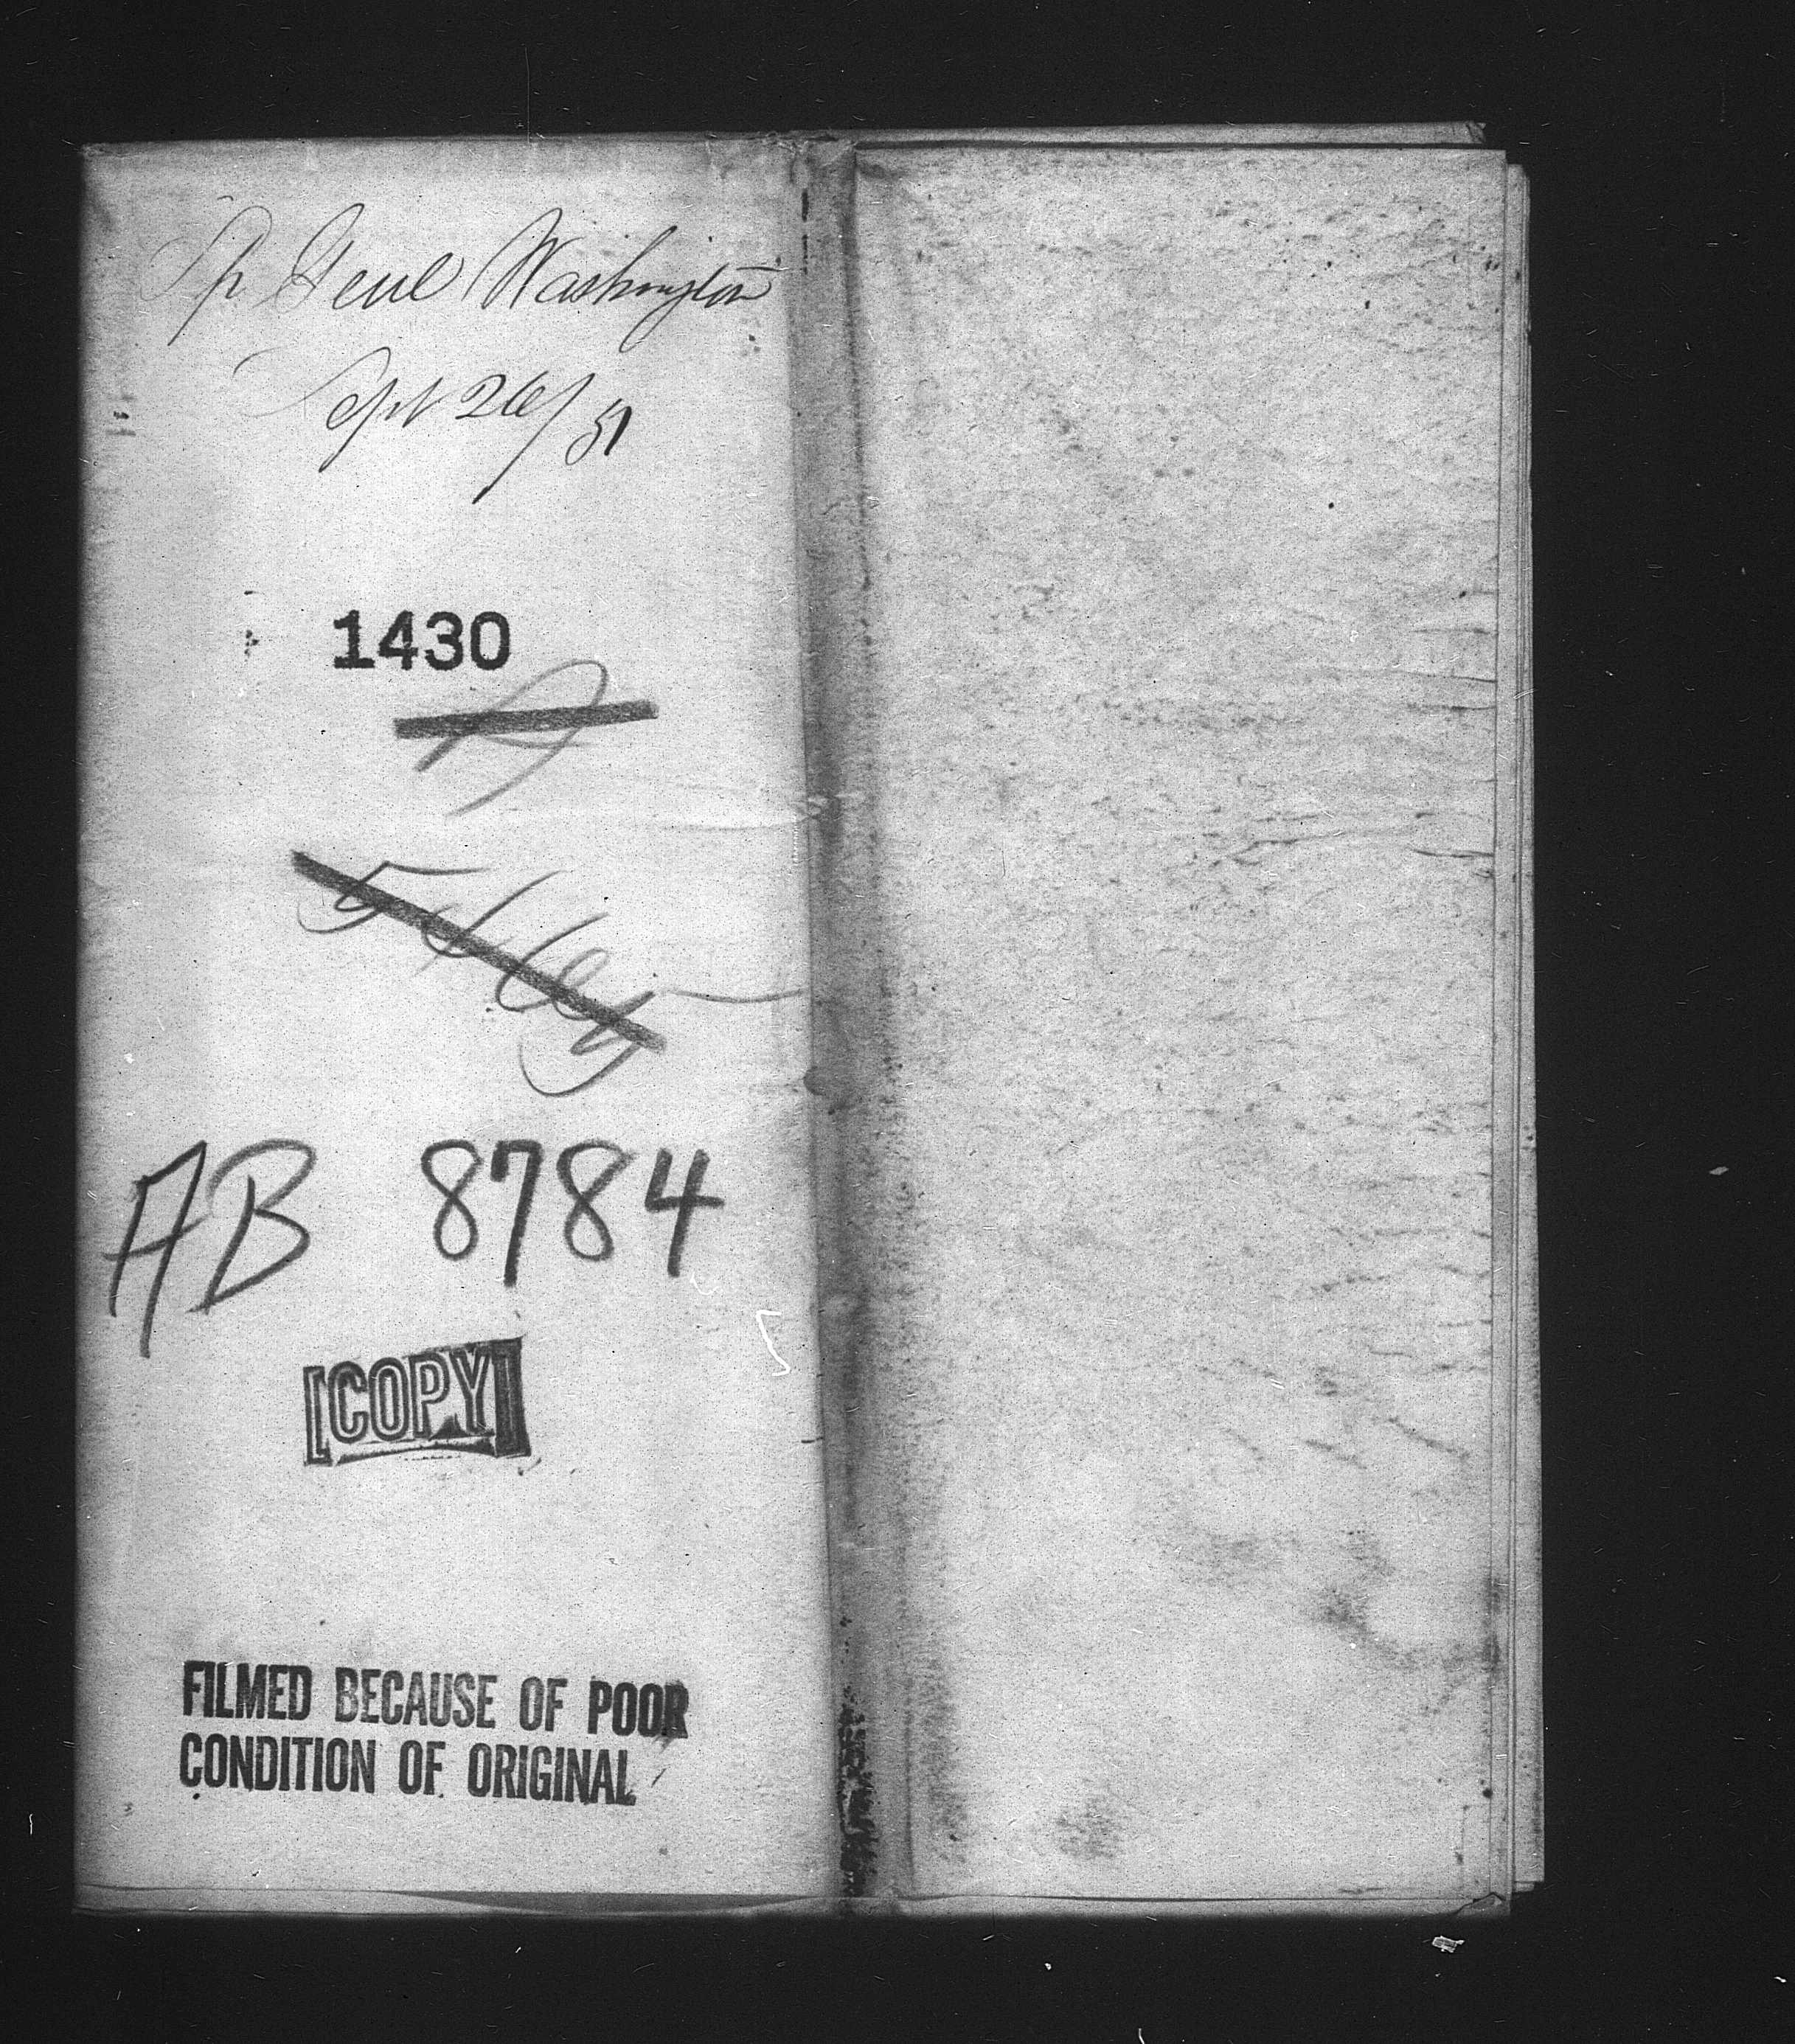 Sp. Genl Washington
Sept 26/51
1430
AB 8784
[COPY]
FILMED BECAUSE OF POOR
CONDITION OF ORIGINAL